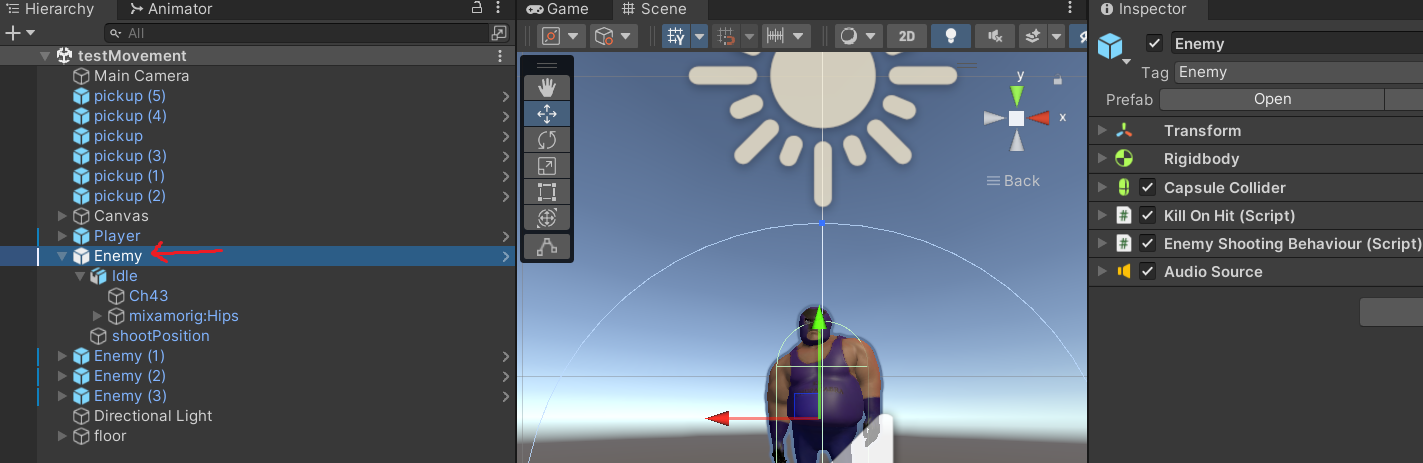 Hierarchy
Animator
All
testMovement
Main Camera
pickup (5)
pickup (4)
pickup
pickup (3)
pickup (1)
pickup (2)
Canvas
Player
Enemy
Idle
Ch43
mixamorig:Hips
shootPosition
Enemy (1)
Enemy (2)
Enemy (3)
Directional Light
floor
Game
Scene
2D
y
x
Back
Inspector
Enemy
Tag Enemy
Prefab Open
Transform
Rigidbody
Capsule Collider
Kill On Hit (Script)
Enemy Shooting Behaviour (Script)
Audio Source